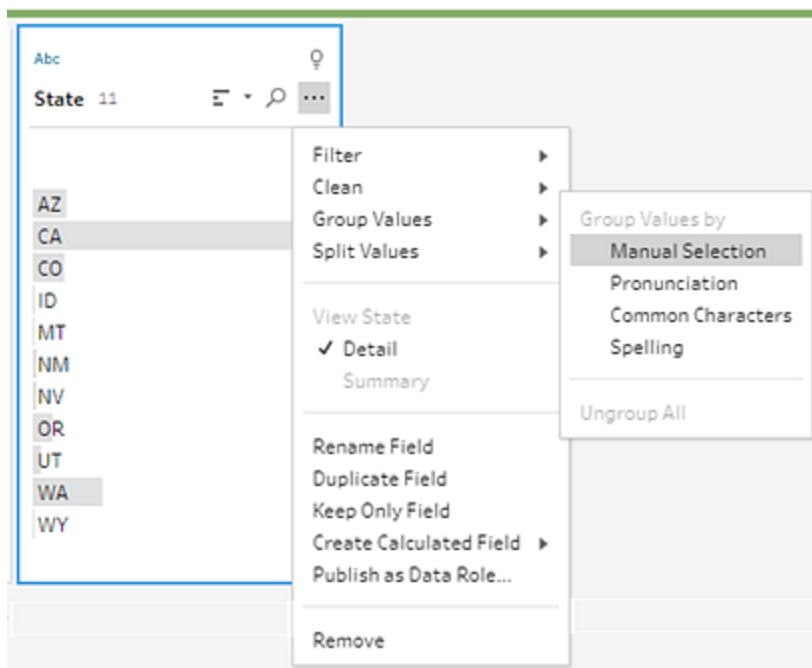 Abc
State 11
AZ
CA
CO
ID
MT
NM
NV
OR
UT
WA
WY
Filter
Clean
Group Values
Split Values
View State
✓ Detail
Summary
Rename Field
Duplicate Field
Keep Only Field
Create Calculated Field
Publish as Data Role...
Remove
Group Values by
Manual Selection
Pronunciation
Common Characters
Spelling
Ungroup All